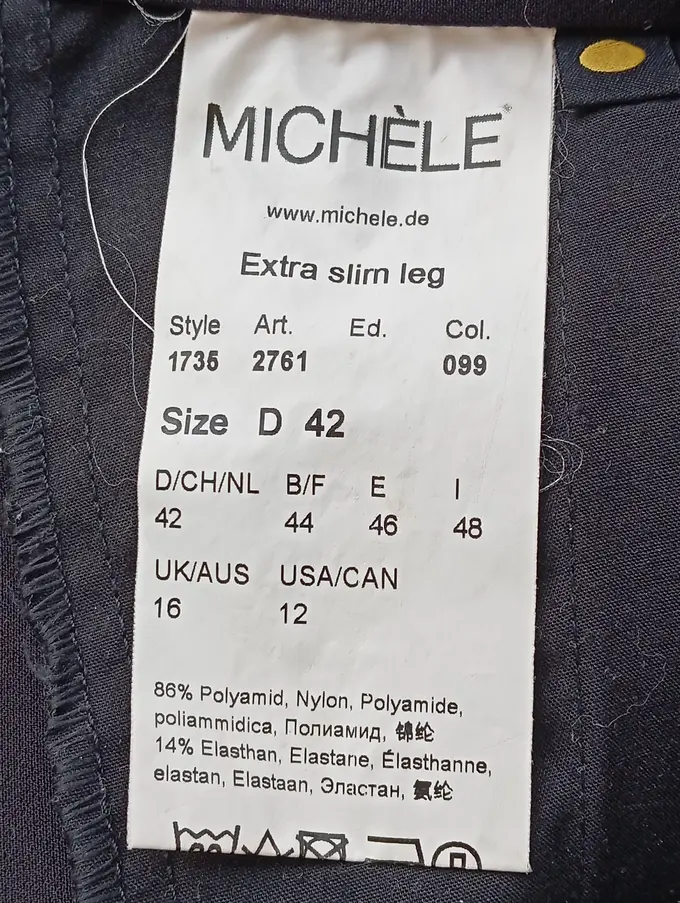 MICHÈLE
www.michele.de
Extra slim leg
Style Art. Ed. Col.
1735 2761 099
Size D 42
D/CH/NL B/F E I
42 44 46 48
UK/AUS USA/CAN
16 12
86% Polyamid, Nylon, Polyamide,
poliammidica, Полиамид, 锦纶
14% Elasthan, Elastane, Élasthanne,
elastan, Elastaan, Эластан, 氨纶